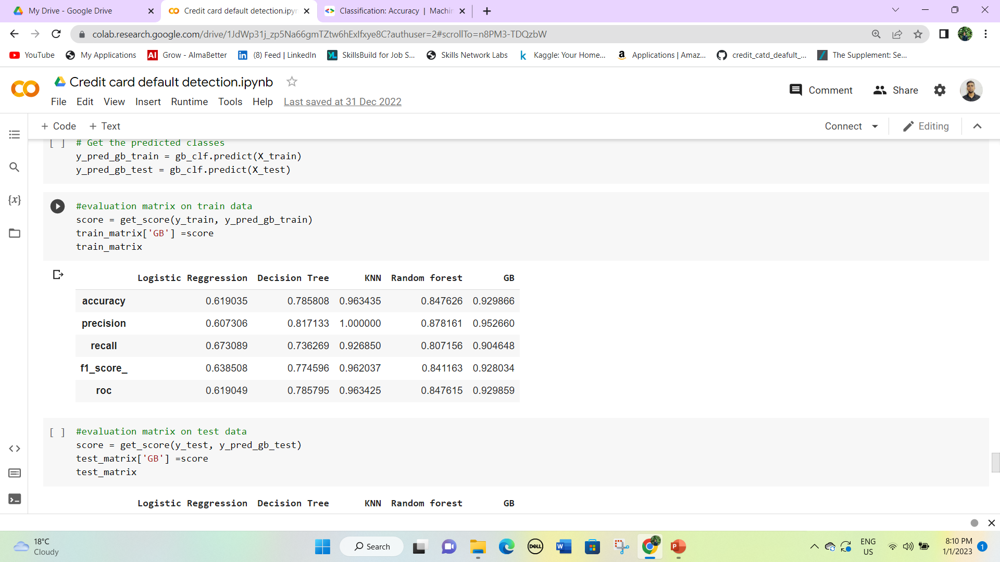 My Drive - Google Drive
Credit card default detection.ipyn
Classification: Accuracy | Machin
colab.research.google.com/drive/1JdWp31j_zp5Na66gmTZtw6hExIfxye8C?authuser=2#scrollTo=n8PM3-TDQzbW
YouTube My Applications AI Grow - AlmaBetter in (8) Feed | LinkedIn SkillsBuild for Job S... Skills Network Labs k Kaggle: Your Home... a Applications | Amaz... credit_catd_deafult_... The Supplement: Se...
Credit card default detection.ipynb
Comment Share
File Edit View Insert Runtime Tools Help Last saved at 31 Dec 2022
+ Code + Text Connect Editing
[ ] # Get the predicted classes
y_pred_gb_train = gb_clf.predict(X_train)
y_pred_gb_test = gb_clf.predict(X_test)
{x}
#evaluation matrix on train data
score = get_score(y_train, y_pred_gb_train)
train_matrix['GB'] =score
train_matrix
Logistic Reggression Decision Tree KNN Random forest GB
accuracy 0.619035 0.785808 0.963435 0.847626 0.929866
precision 0.607306 0.817133 1.000000 0.878161 0.952660
recall 0.673089 0.736269 0.926850 0.807156 0.904648
f1_score_ 0.638508 0.774596 0.962037 0.841163 0.928034
roc 0.619049 0.785795 0.963425 0.847615 0.929859
[ ] #evaluation matrix on test data
score = get_score(y_test, y_pred_gb_test)
test_matrix['GB'] =score
test_matrix
Logistic Reggression Decision Tree KNN Random forest GB
18°C
Cloudy
Search
DELL
W
P
ENG
US
8:10 PM
1/1/2023
1